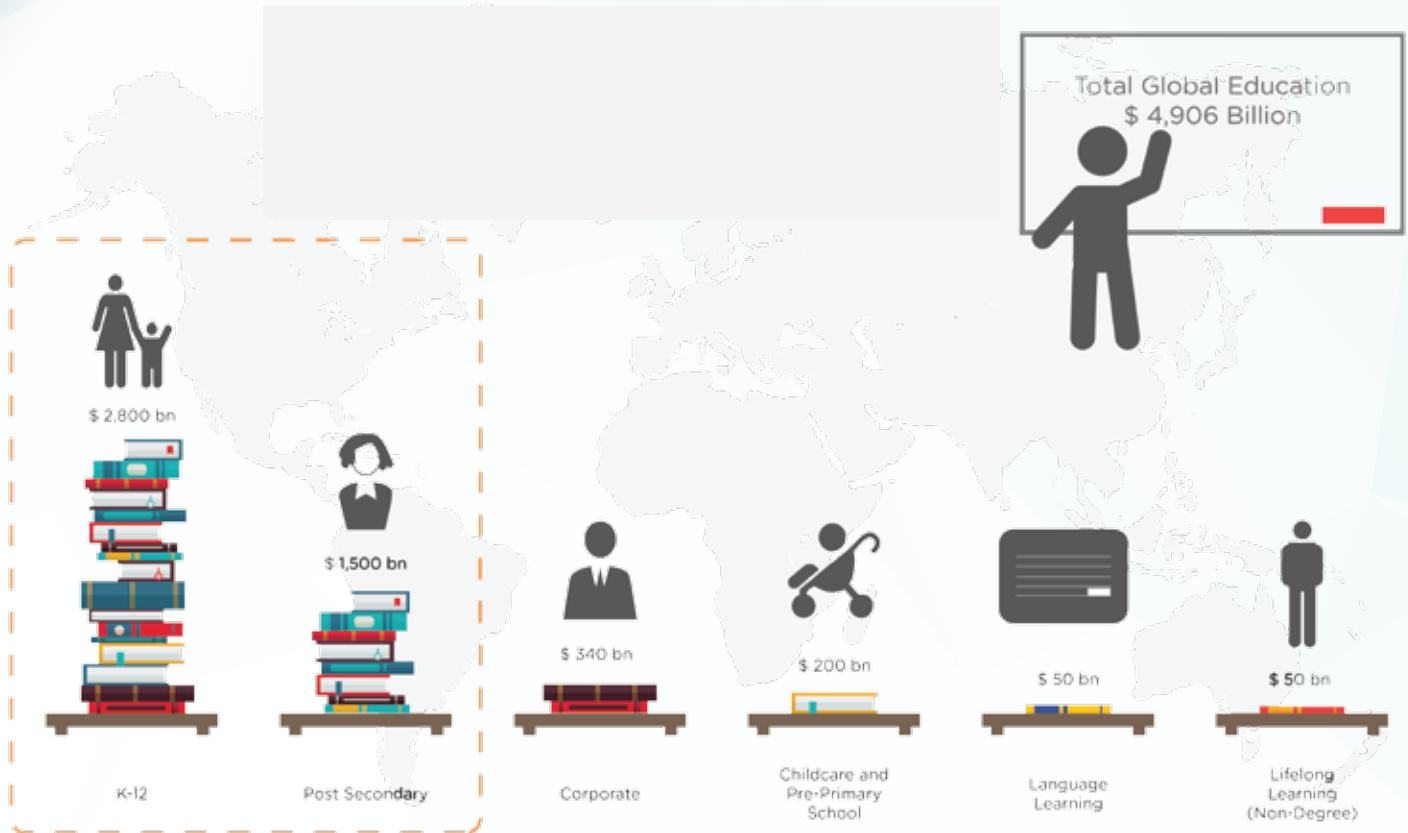 Total Global Education
$ 4,906 Billion
$ 2,800 bn
$ 1,500 bn
$ 340 bn
$ 200 bn
$ 50 bn
$ 50 bn
K-12
Post Secondary
Corporate
Childcare and
Pre-Primary
School
Language
Learning
Lifelong
Learning
(Non-Degree)